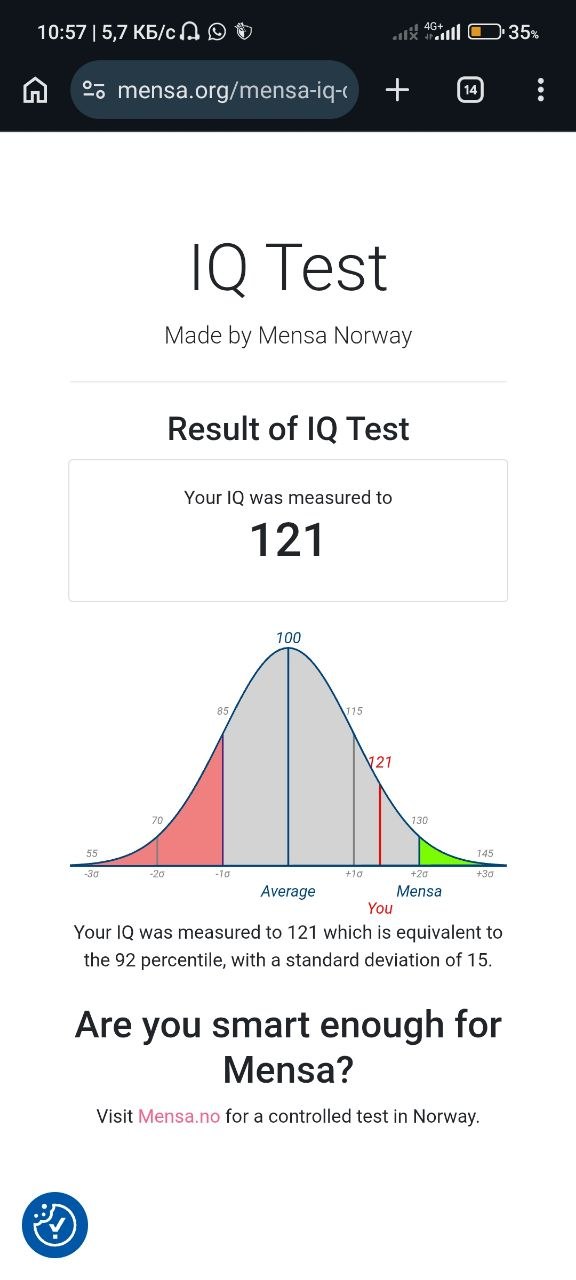 10:57 | 5,7 КБ/с 4G+ 35%
mensa.org/mensa-iq-c 14
IQ Test
Made by Mensa Norway
Result of IQ Test
Your IQ was measured to
121
100
85 115
121
70 130
55 145
-3σ -2σ -1σ +1σ +2σ +3σ
Average Mensa
You
Your IQ was measured to 121 which is equivalent to
the 92 percentile, with a standard deviation of 15.
Are you smart enough for
Mensa?
Visit Mensa.no for a controlled test in Norway.